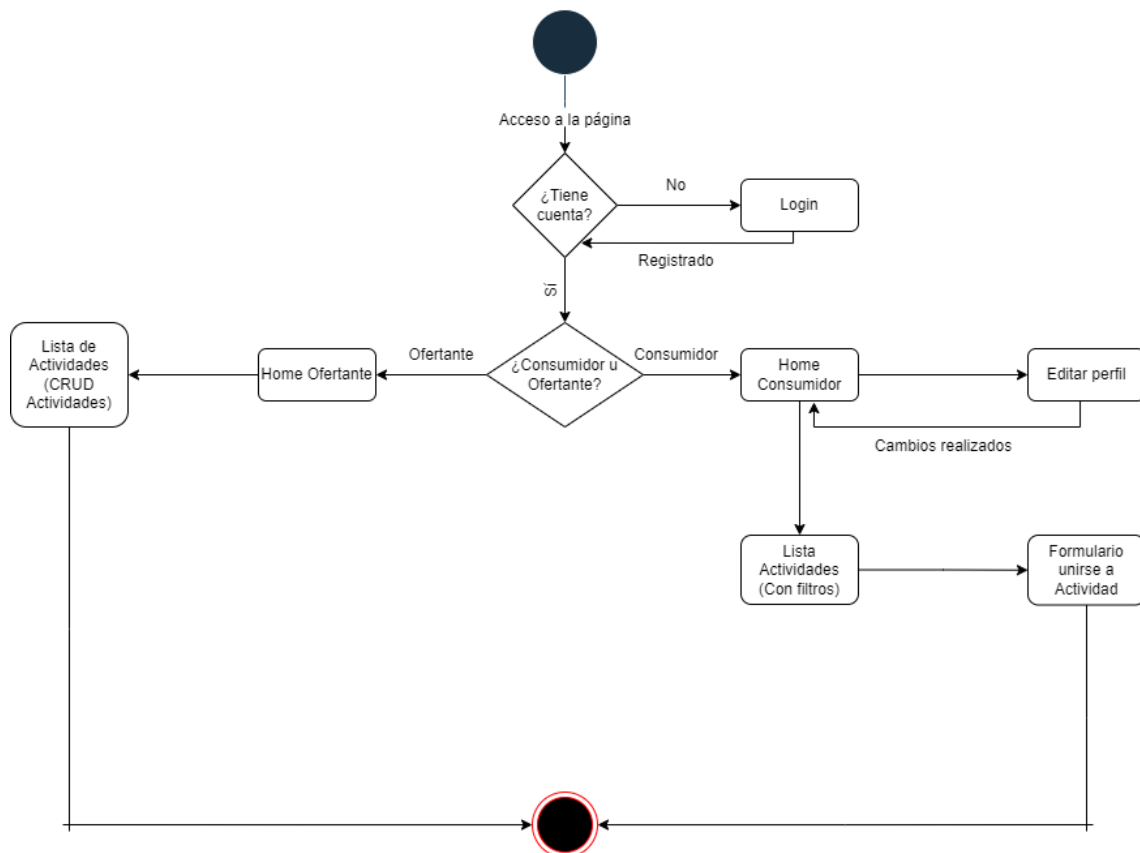 Acceso a la página
¿Tiene
cuenta?
No
Login
Registrado
Sí
Lista de
Actividades
(CRUD
Actividades)
Home Ofertante
Ofertante
¿Consumidor u
Ofertante?
Consumidor
Home
Consumidor
Editar perfil
Cambios realizados
Lista
Actividades
(Con filtros)
Formulario
unirse a
Actividad